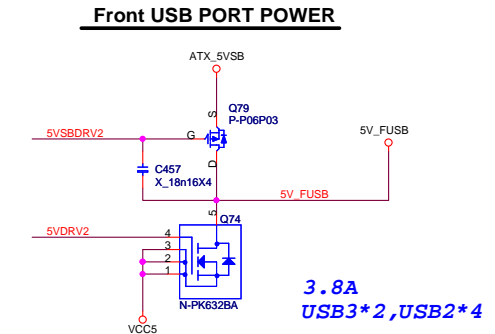 Front USB PORT POWER
ATX_5VSB
S
Q79
P-P06P03
5VSBDRV2
G
5V_FUSB
D
C457
X_18n16X4
5V_FUSB
5
Q74
5VDRV2
4
3
2
1
N-PK632BA
3.8A
USB3*2,USB2*4
VCC5